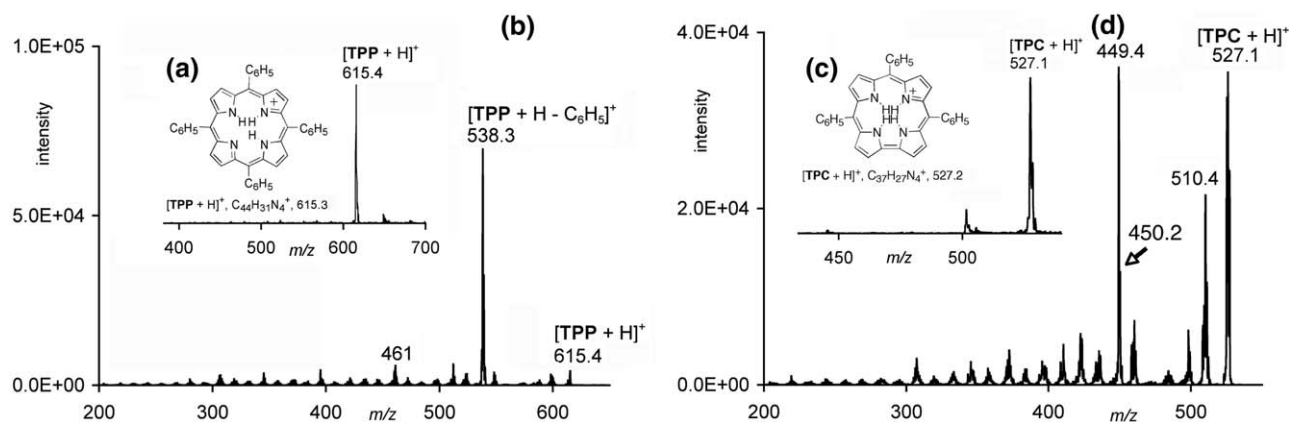 (b)
1.0E+05
5.0E+04
0.0E+00
intensity
200
300
400
500
600
m/z
(a)
[TPP + H]⁺
615.4
C₆H₅
C₆H₅
C₆H₅
C₆H₅
N
N
N
N
HH
H
+
[TPP + H]⁺, C₄₄H₃₁N₄⁺, 615.3
400
500
600
700
m/z
[TPP + H - C₆H₅]⁺
538.3
461
[TPP + H]⁺
615.4
(d)
4.0E+04
2.0E+04
0.0E+00
intensity
200
300
400
500
m/z
(c)
[TPC + H]⁺
527.1
C₆H₅
C₆H₅
C₆H₅
N
N
N
N
HH
HH
+
[TPC + H]⁺, C₃₇H₂₇N₄⁺, 527.2
450
500
m/z
449.4
450.2
510.4
[TPC + H]⁺
527.1